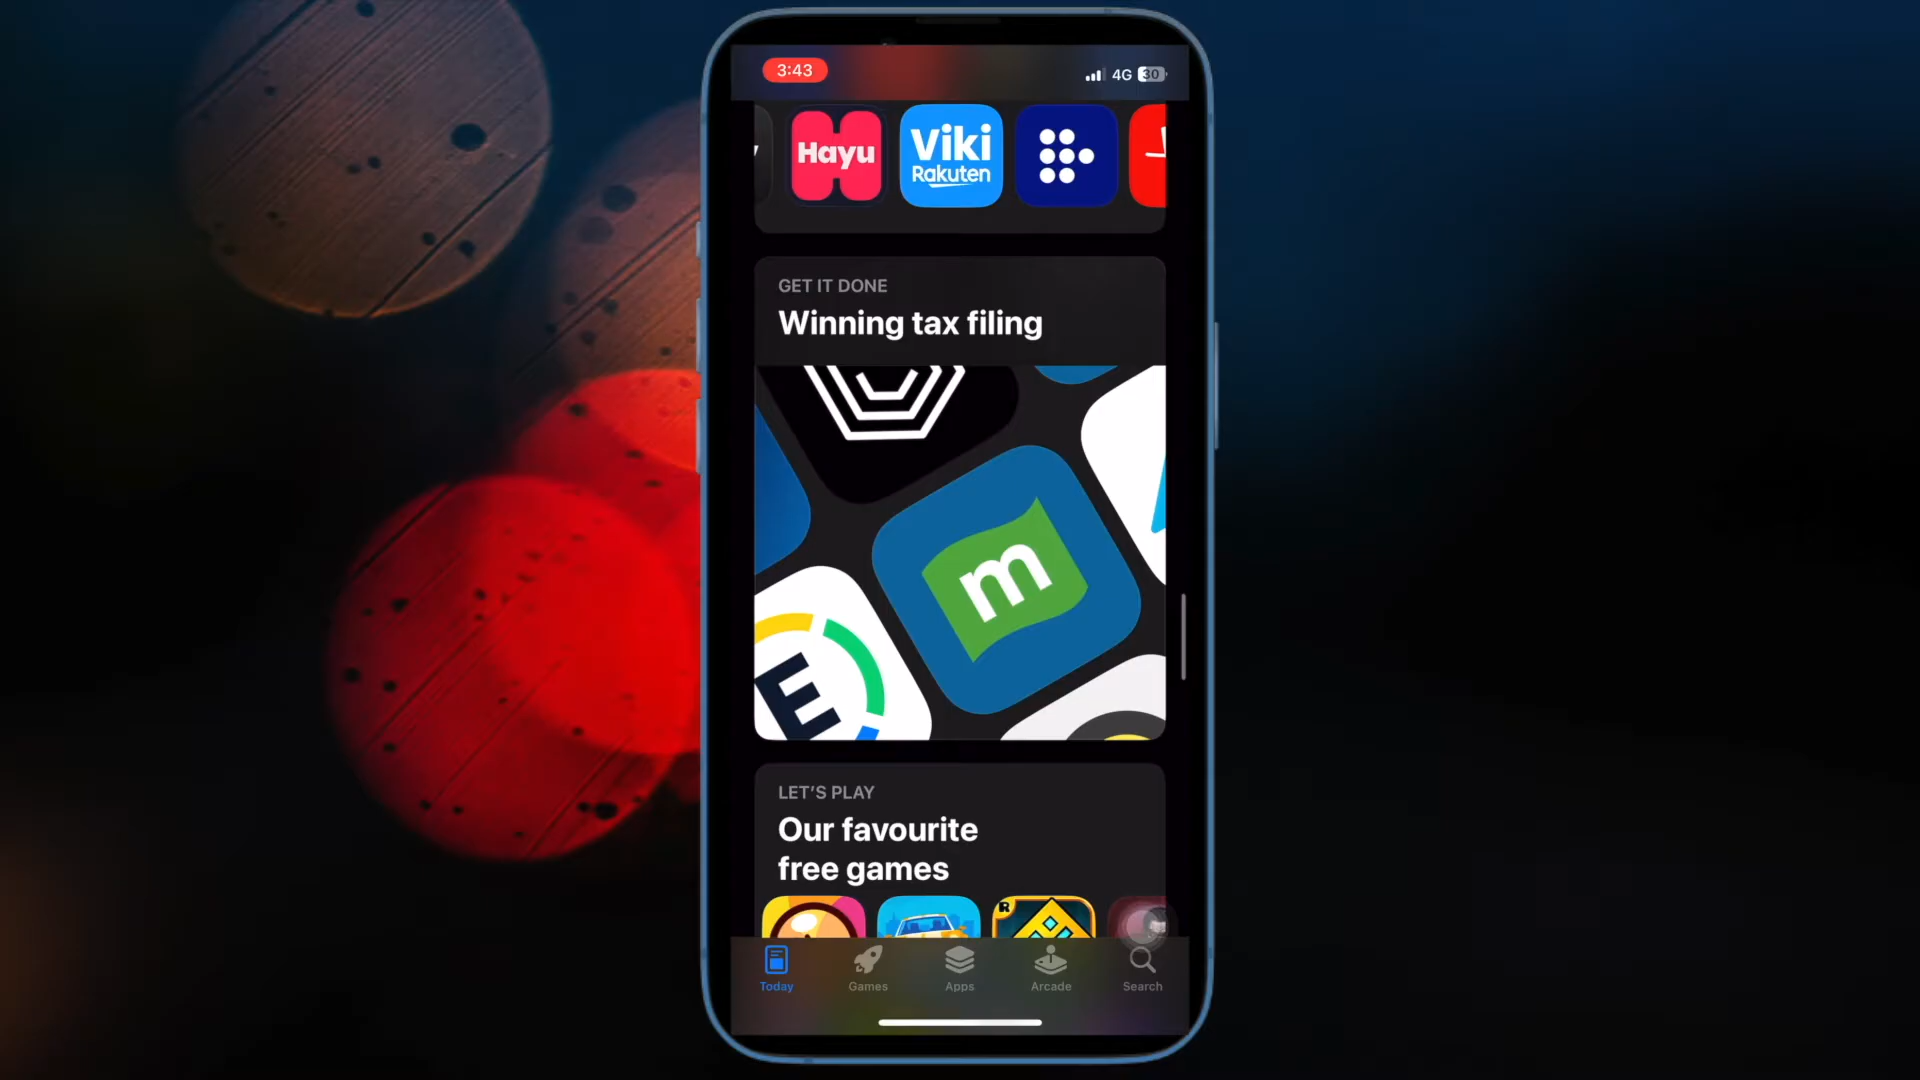 3:43
4G 30
Hayu
Viki
Rakuten
GET IT DONE
Winning tax filing
m
E
LET'S PLAY
Our favourite
free games
R
Today
Games
Apps
Arcade
Search